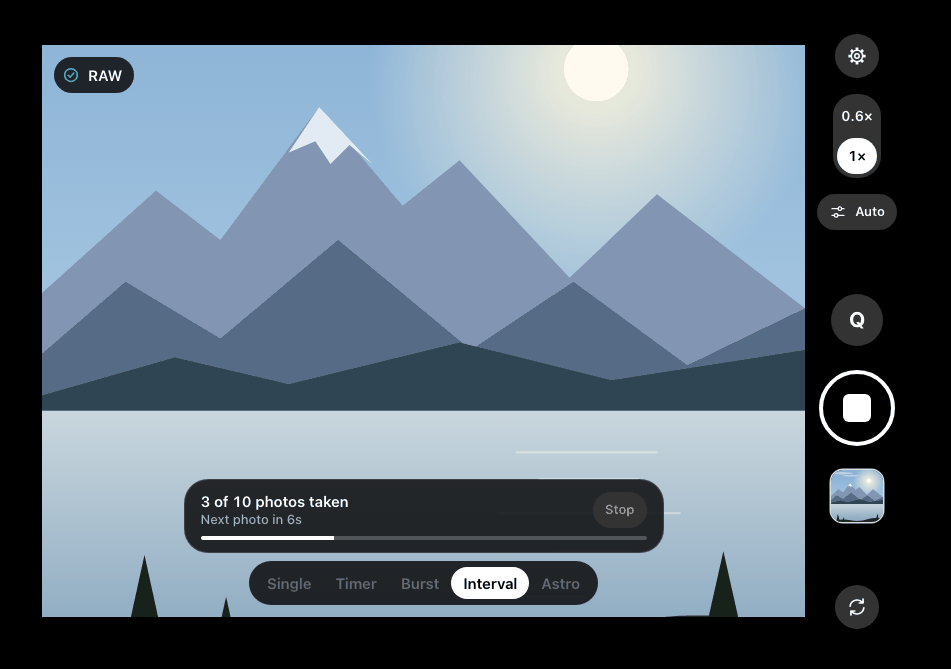 RAW
0.6×
1×
Auto
Q
3 of 10 photos taken
Next photo in 6s
Stop
Single Timer Burst Interval Astro